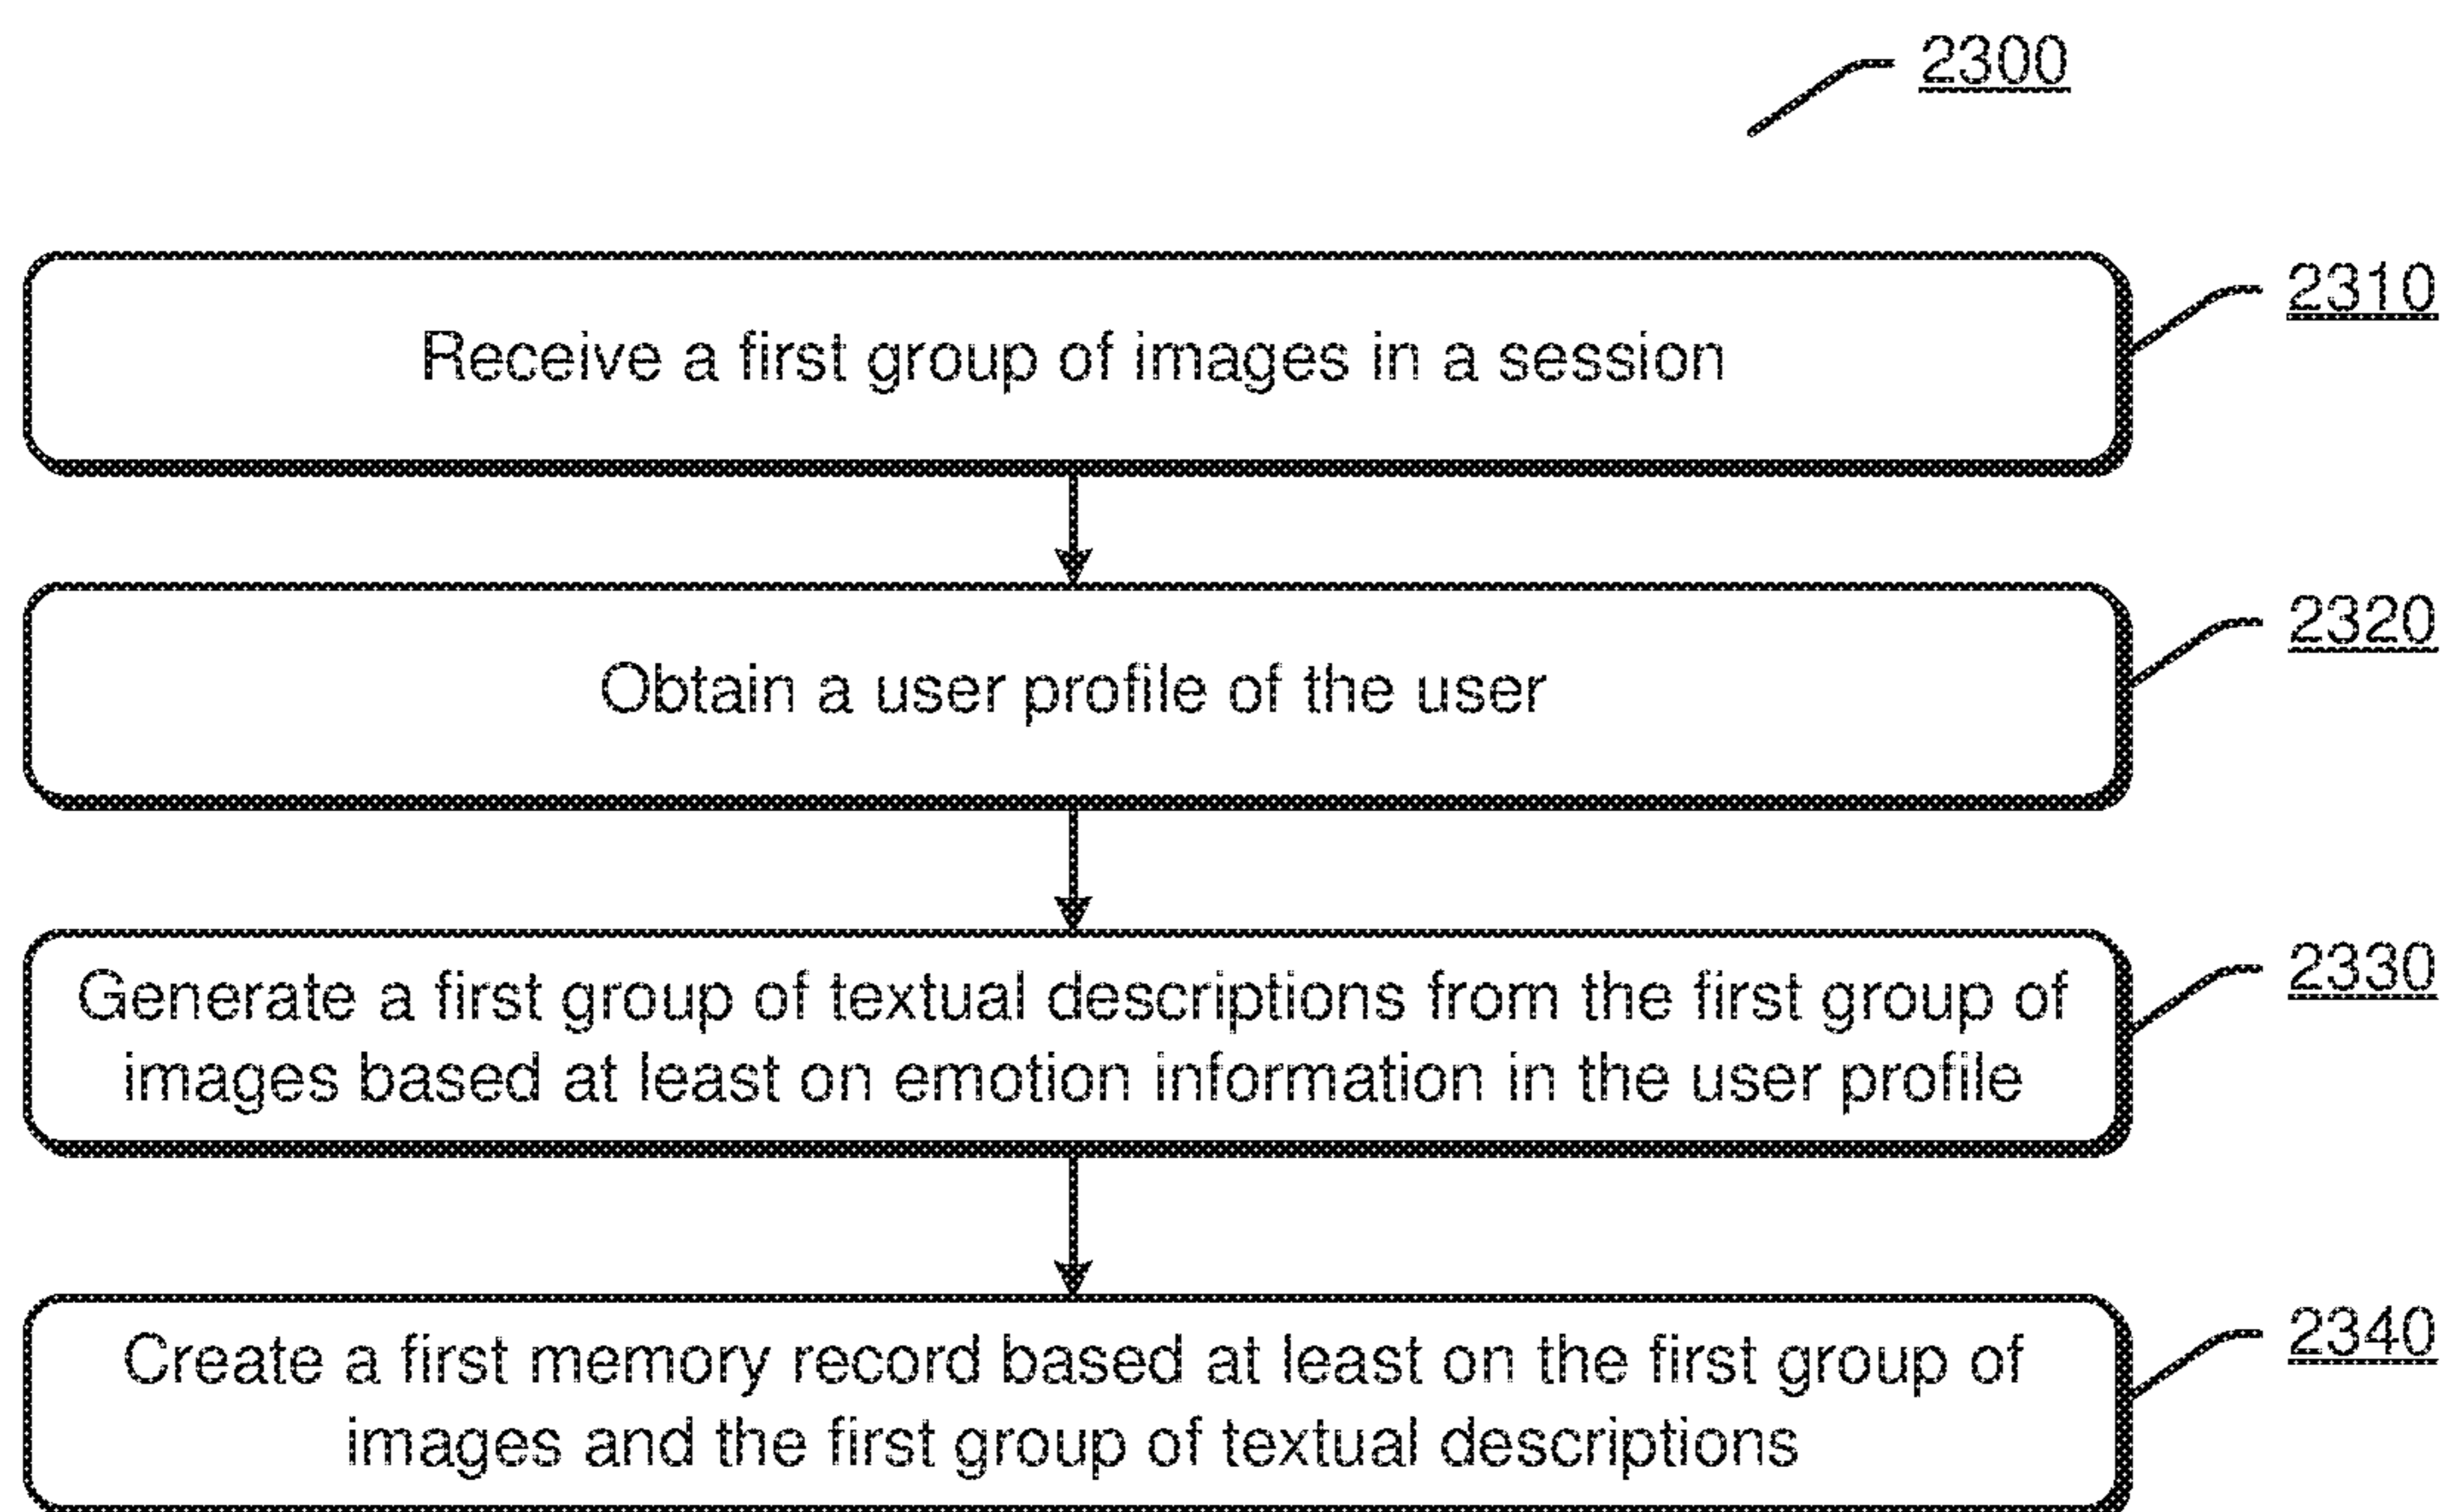 2300
Receive a first group of images in a session
2310
Obtain a user profile of the user
2320
Generate a first group of textual descriptions from the first group of
images based at least on emotion information in the user profile
2330
Create a first memory record based at least on the first group of
images and the first group of textual descriptions
2340